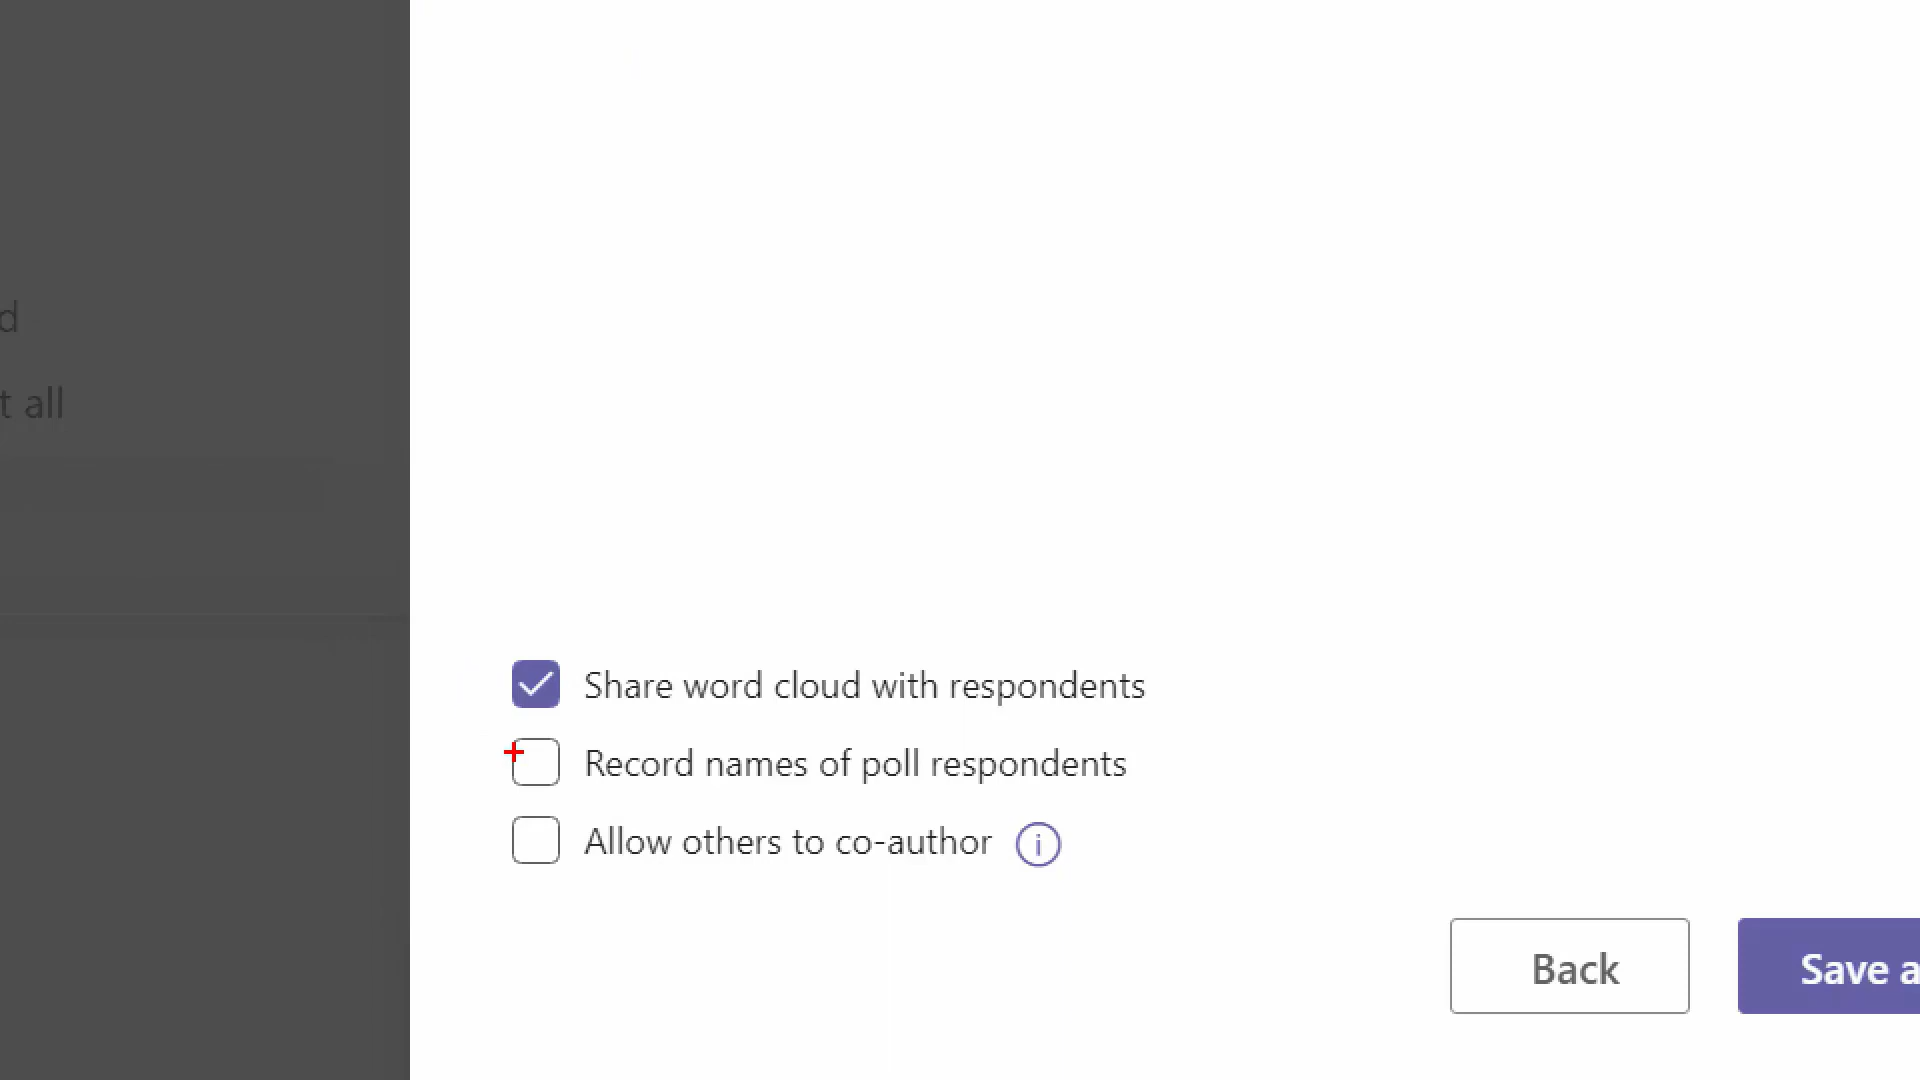 d
t all
Share word cloud with respondents
Record names of poll respondents
Allow others to co-author
Back
Save a